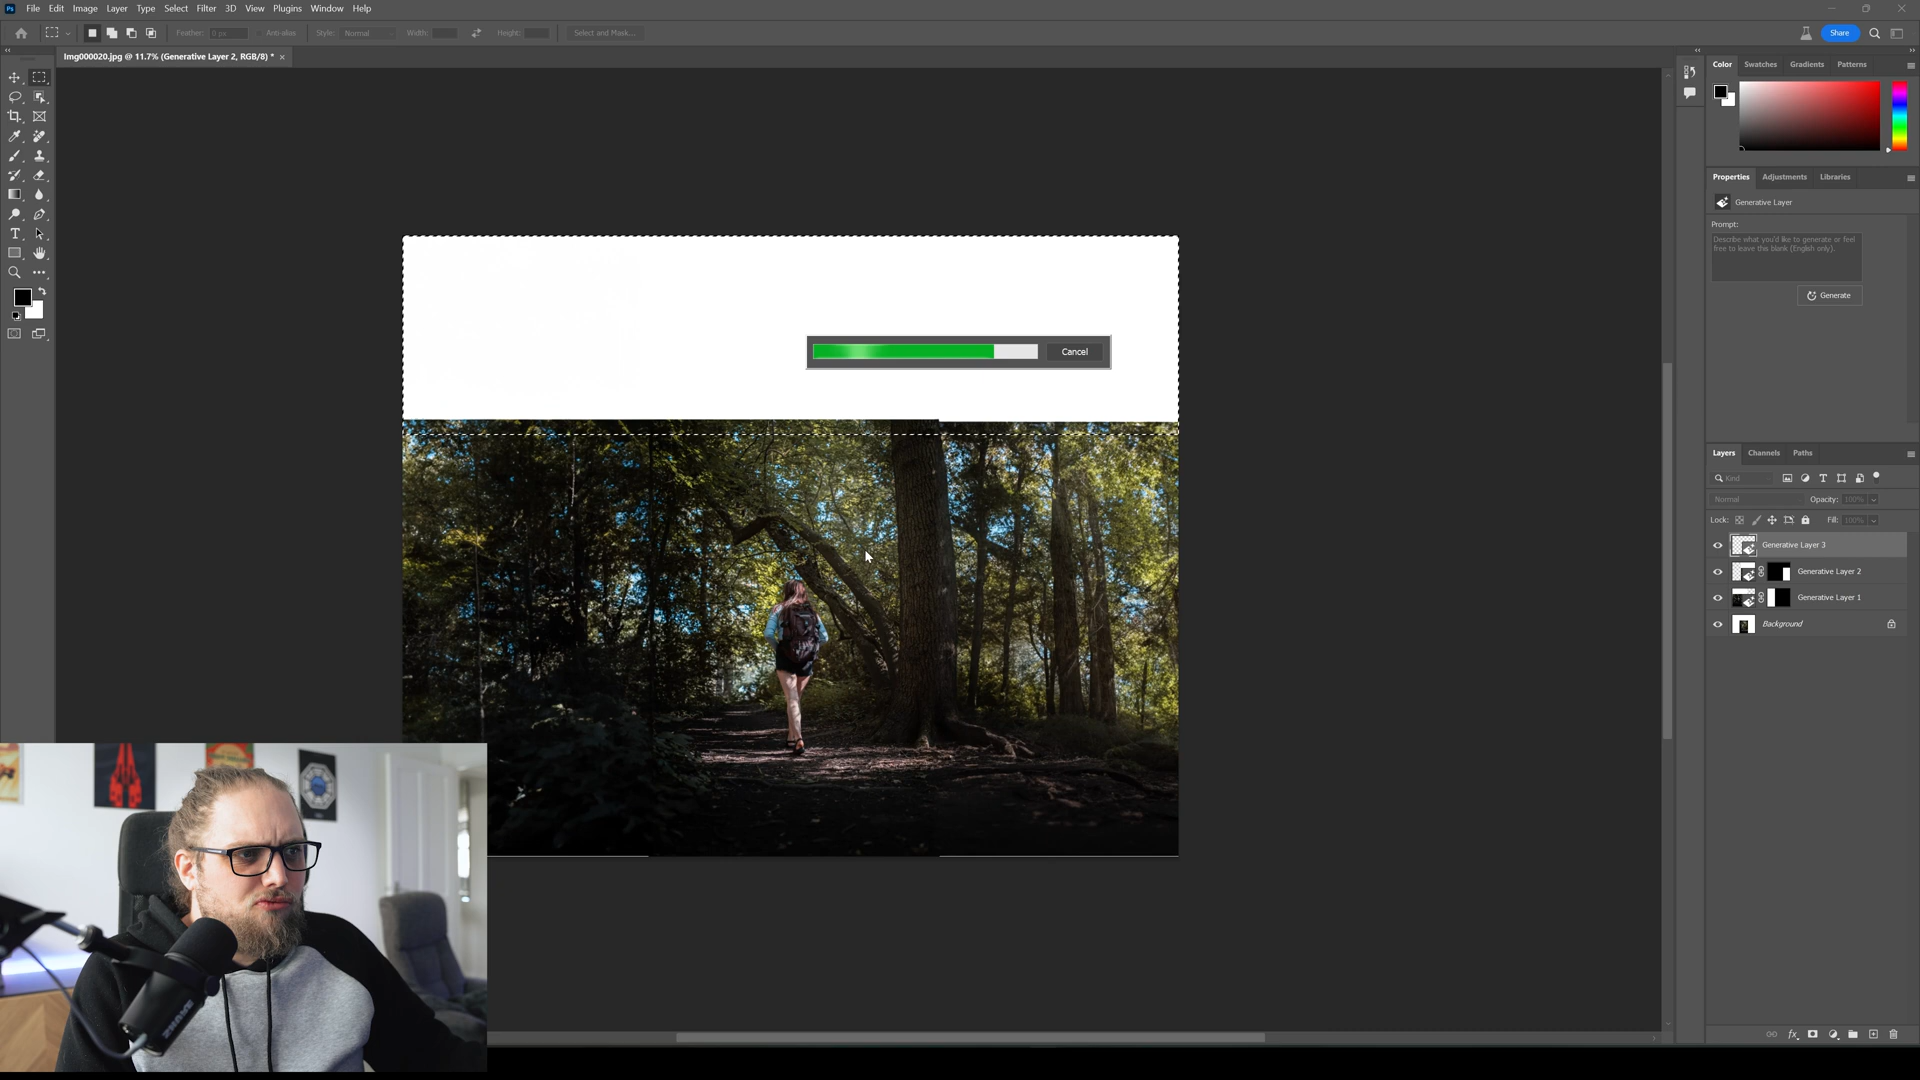 Ps File Edit Image Layer Type Select Filter 3D View Plugins Window Help
Feather: 0 px Anti-alias Style: Normal Width: Height: Select and Mask... Share
Img000020.jpg @ 11.7% (Generative Layer 2, RGB/8) * ×
Color Swatches Gradients Patterns
Properties Adjustments Libraries
Generative Layer
Prompt:
Describe what you'd like to generate or feel
free to leave this blank (English only).
Generate
Cancel
Layers Channels Paths
Kind
Normal Opacity: 100%
Lock: Fill: 100%
Generative Layer 3
Generative Layer 2
Generative Layer 1
Background
fx